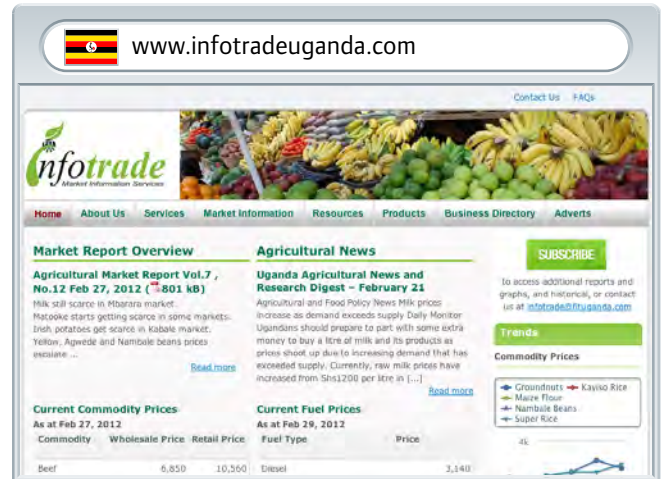 www.infotradeuganda.com
Contact Us FAQs
infotrade
Market Information Services
Home About Us Services Market Information Resources Products Business Directory Adverts
Market Report Overview
Agricultural Market Report Vol.7 ,
No.12 Feb 27, 2012 ( 801 kB)
Milk still scarce in Mbarara market.
Matooke starts getting scarce in some markets.
Irish potatoes get scarce in Kabale market.
Yellow, Agwede and Nambale beans prices
escalate ...
Read more
Agricultural News
Uganda Agricultural News and
Research Digest – February 21
Agricultural and Food Policy News Milk prices
increase as demand exceeds supply Daily Monitor
Ugandans should prepare to part with some extra
money to buy a litre of milk and its products as
prices shoot up due to increasing demand that has
exceeded supply. Currently, raw milk prices have
increased from Shs1200 per litre in [...]
Read more
SUBSCRIBE
to access additional reports and
graphs, and historical, or contact
us at infotrade@fituganda.com
Trends
Commodity Prices
Groundnuts Kayiso Rice
Maize Flour
Nambale Beans
Super Rice
4k
Current Commodity Prices
As at Feb 27, 2012
Commodity Wholesale Price Retail Price
Beef 6,850 10,560
Current Fuel Prices
As at Feb 29, 2012
Fuel Type Price
Diesel 3,140